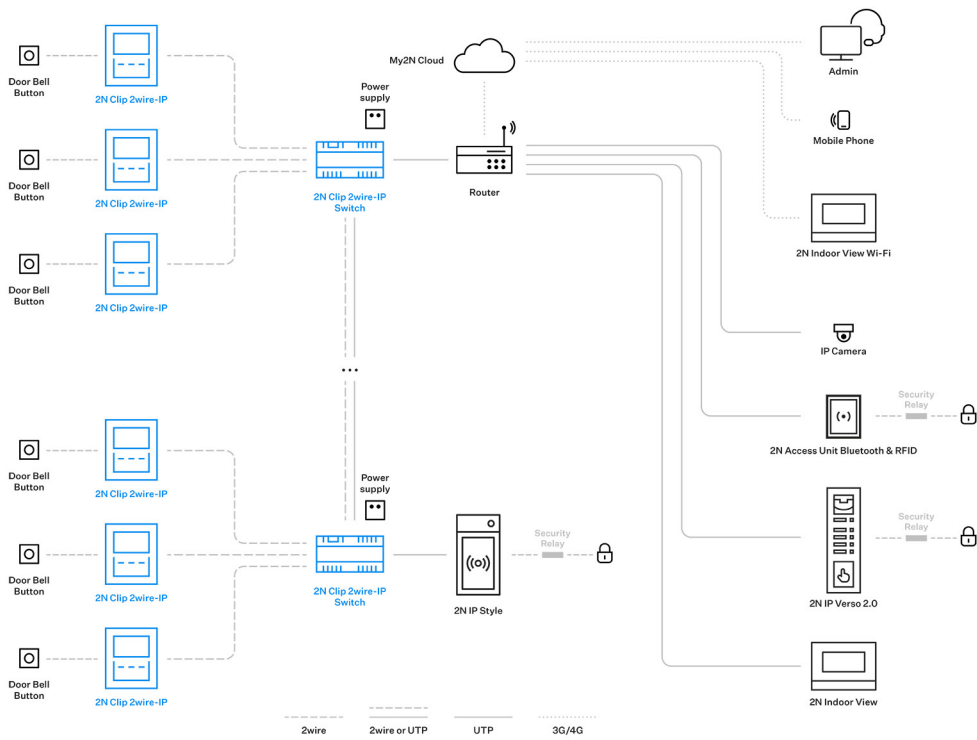 Door Bell
Button
2N Clip 2wire-IP
Door Bell
Button
2N Clip 2wire-IP
Door Bell
Button
2N Clip 2wire-IP
Power
supply
2N Clip 2wire-IP
Switch
My2N Cloud
Router
Admin
Mobile Phone
2N Indoor View Wi-Fi
IP Camera
Security
Relay
2N Access Unit Bluetooth & RFID
Security
Relay
2N IP Verso 2.0
2N Indoor View
...
Door Bell
Button
2N Clip 2wire-IP
Door Bell
Button
2N Clip 2wire-IP
Door Bell
Button
2N Clip 2wire-IP
Power
supply
2N Clip 2wire-IP
Switch
2N IP Style
Security
Relay
2wire
2wire or UTP
UTP
3G/4G